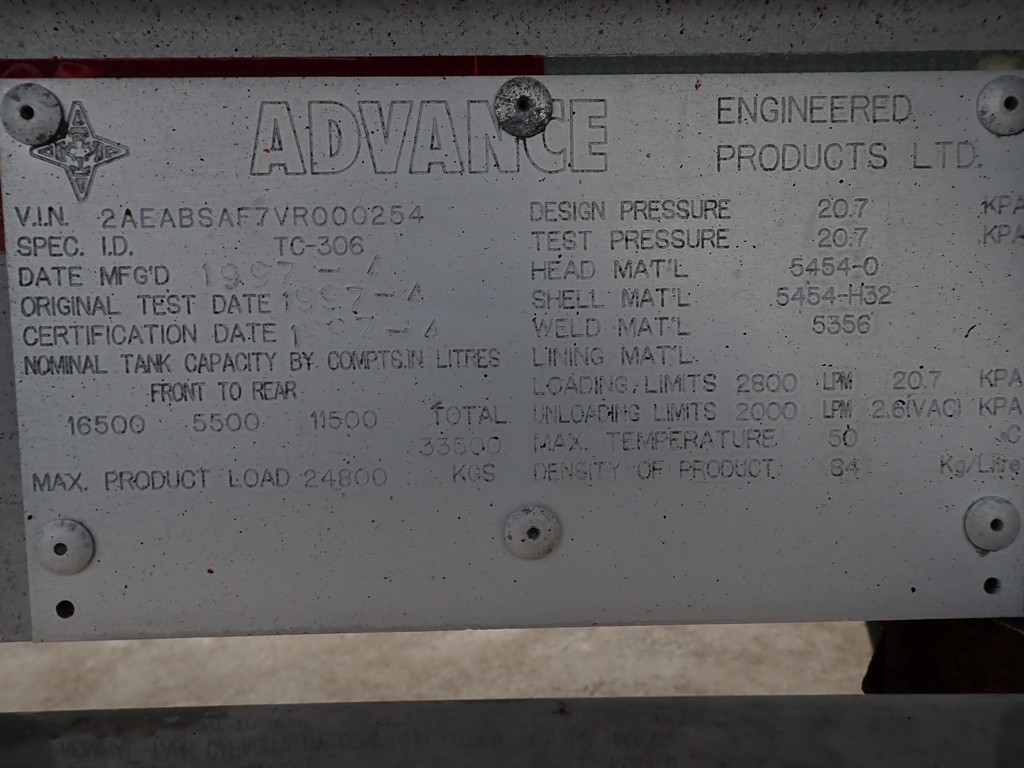 ADVANCE ENGINEERED
PRODUCTS LTD.
V.I.N. 2AEABSAF7VR000254
SPEC. I.D. TC-306
DATE MFG'D 1997-4
ORIGINAL TEST DATE 1997-4
CERTIFICATION DATE 1997-4
NOMINAL TANK CAPACITY BY COMPTS.IN LITRES
FRONT TO REAR
16500 5500 11500 TOTAL
33500
MAX. PRODUCT LOAD 24800 KGS
DESIGN PRESSURE 20.7 KPA
TEST PRESSURE 20.7 KPA
HEAD MAT'L 5454-0
SHELL MAT'L 5454-H32
WELD MAT'L 5356
LINING MAT'L
LOADING LIMITS 2800 LPM 20.7 KPA
UNLOADING LIMITS 2000 LPM 2.6(VAC) KPA
MAX. TEMPERATURE 50 °C
DENSITY OF PRODUCT .84 Kg/Litre